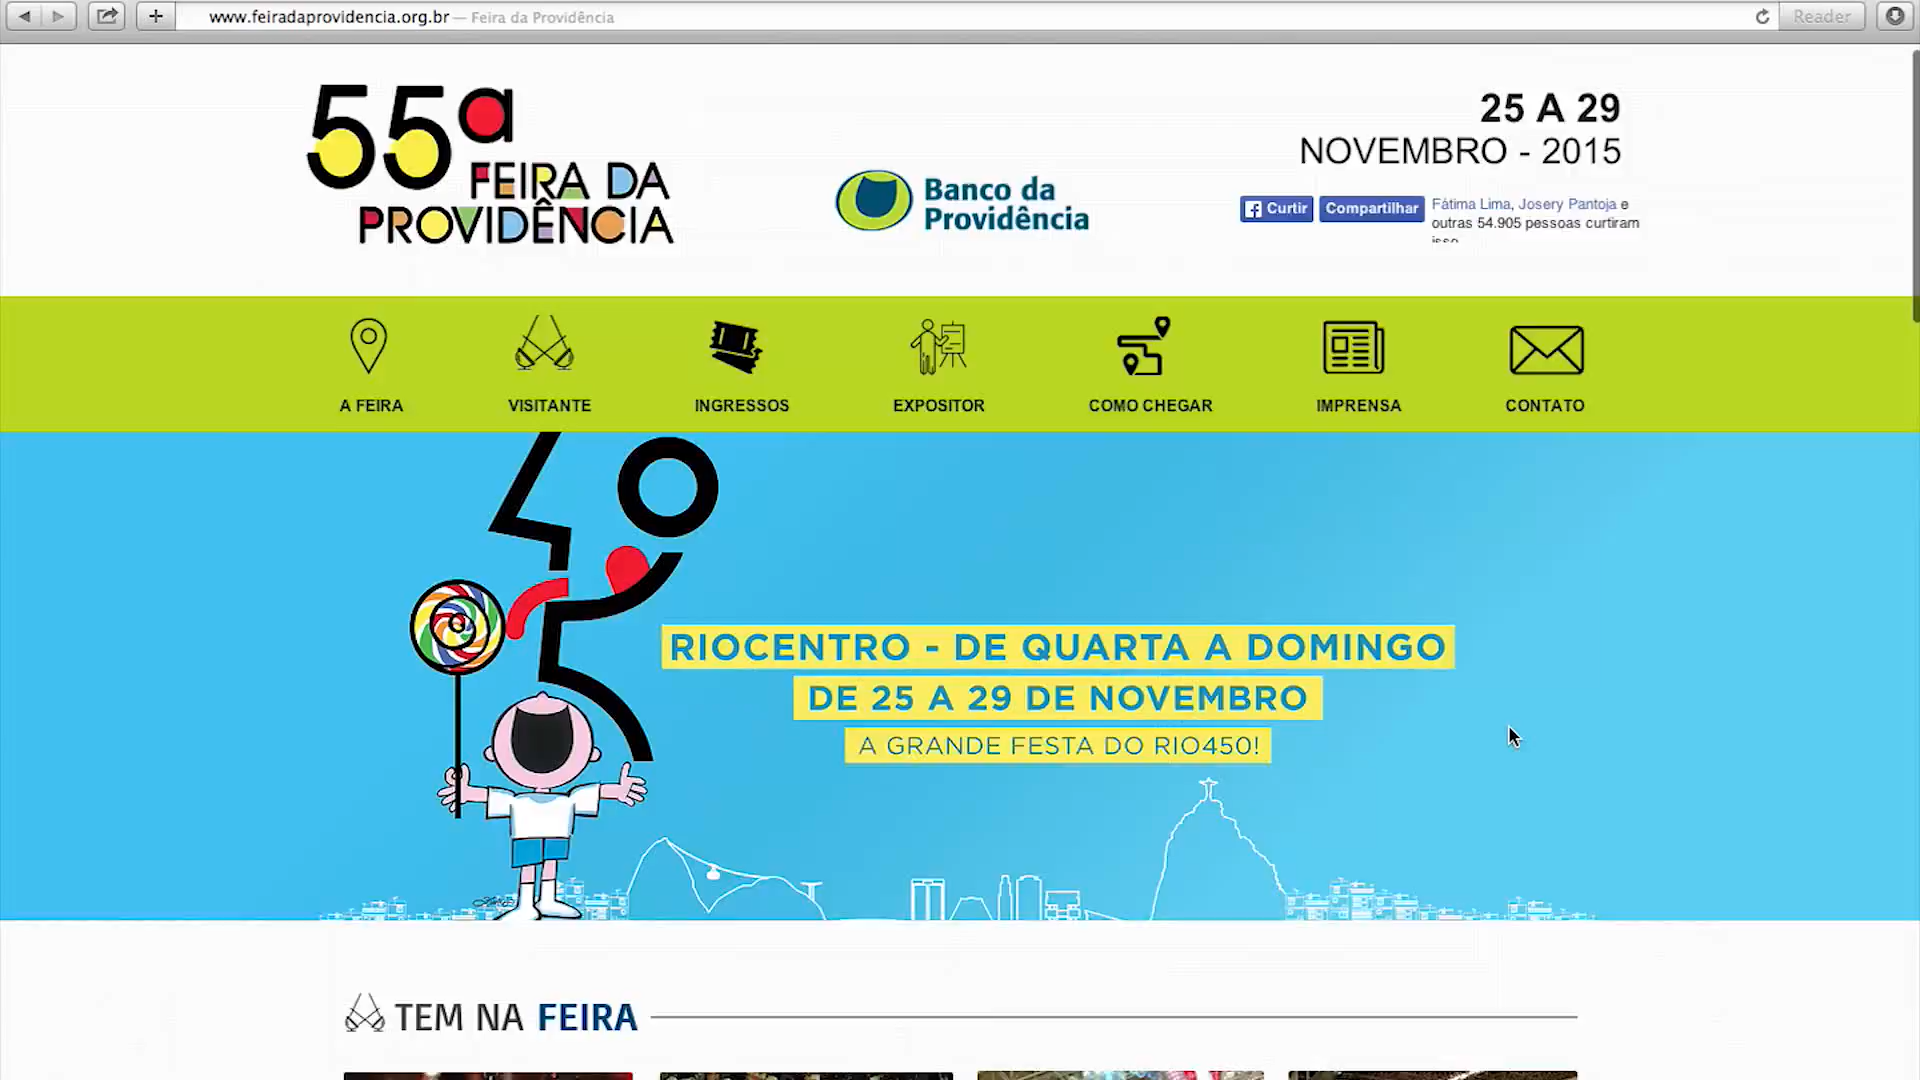 www.feiradaprovidencia.org.br — Feira da Providência
Reader
55ª
FEIRA DA
PROVIDÊNCIA
Banco da
Providência
25 A 29
NOVEMBRO - 2015
Curtir
Compartilhar
Fátima Lima, Josery Pantoja e
outras 54.905 pessoas curtiram
isso.
A FEIRA
VISITANTE
INGRESSOS
EXPOSITOR
COMO CHEGAR
IMPRENSA
CONTATO
RIOCENTRO - DE QUARTA A DOMINGO
DE 25 A 29 DE NOVEMBRO
A GRANDE FESTA DO RIO450!
TEM NA FEIRA